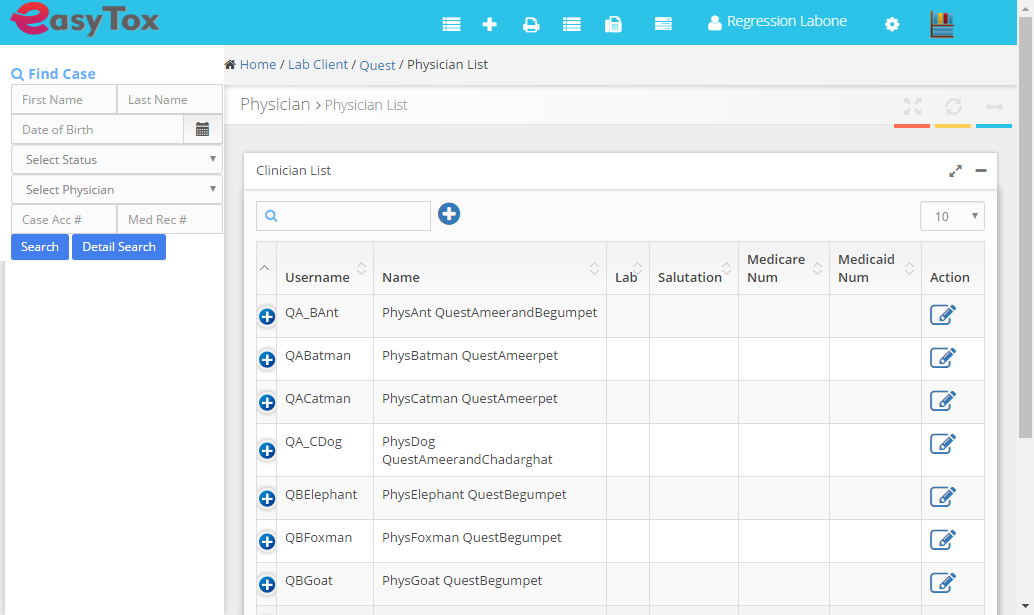 easyTox
Regression Labone
Find Case
First Name
Last Name
Date of Birth
Select Status
Select Physician
Case Acc #
Med Rec #
Search
Detail Search
Home / Lab Client / Quest / Physician List
Physician > Physician List
Clinician List
10
Username
Name
Lab
Salutation
Medicare Num
Medicaid Num
Action
QA_BAnt PhysAnt QuestAmeerandBegumpet
QABatman PhysBatman QuestAmeerpet
QACatman PhysCatman QuestAmeerpet
QA_CDog PhysDog
QuestAmeerandChadarghat
QBElephant PhysElephant QuestBegumpet
QBFoxman PhysFoxman QuestBegumpet
QBGoat PhysGoat QuestBegumpet